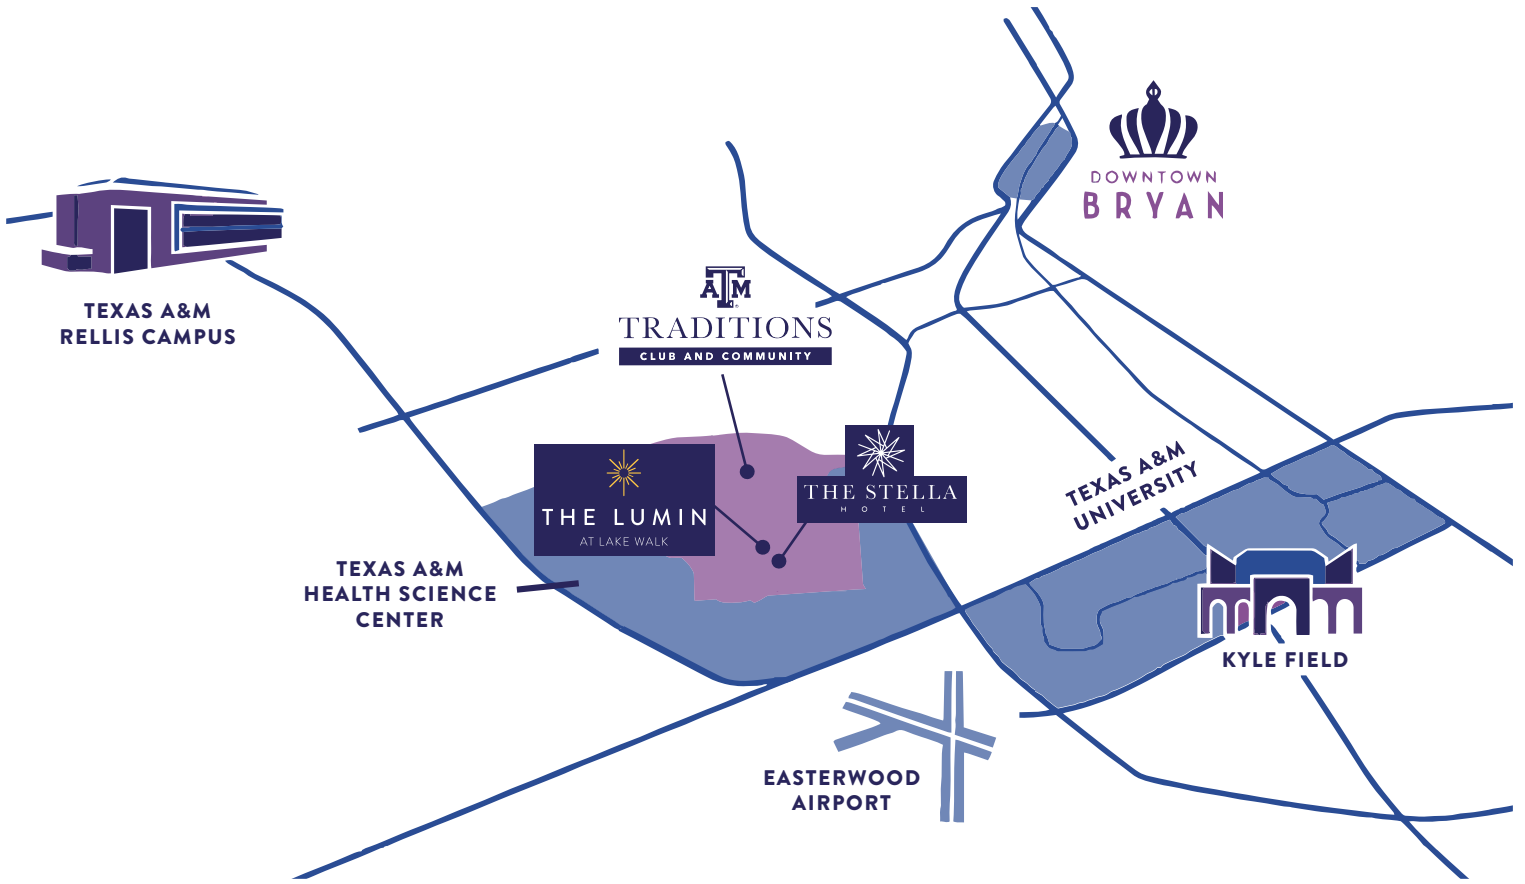 DOWNTOWN
BRYAN
TEXAS A&M
RELLIS CAMPUS
ATM
TRADITIONS
CLUB AND COMMUNITY
THE LUMIN
AT LAKE WALK
THE STELLA
HOTEL
TEXAS A&M
UNIVERSITY
TEXAS A&M
HEALTH SCIENCE
CENTER
KYLE FIELD
EASTERWOOD
AIRPORT